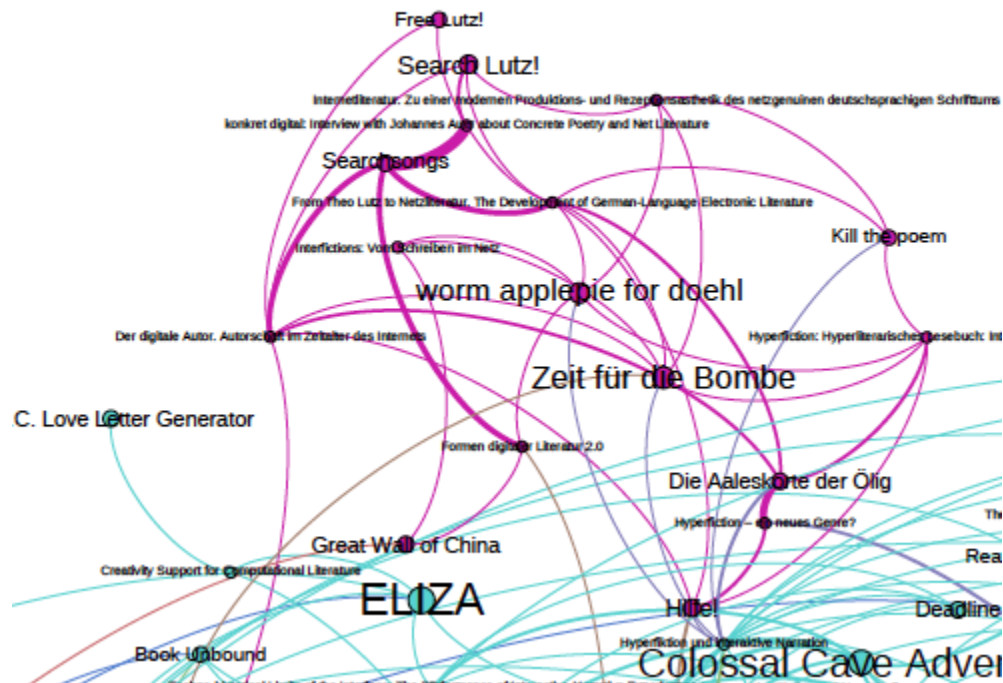 Free Lutz!
Search Lutz!
Internetliteratur. Zu einer modernen Produktions- und Rezeptionsästhetik des netzgenuinen deutschsprachigen Schrifttums
konkret digital: Interview with Johannes Auer about Concrete Poetry and Net Literature
Searchsongs
From Theo Lutz to Netzliteratur. The Development of German-Language Electronic Literature
Kill the poem
Interfictions: Vom Schreiben im Netz
worm applepie for doehl
Der digitale Autor. Autorschaft im Zeitalter des Internets
Hyperfiction: Hyperliterarisches Lesebuch: Int
Zeit für die Bombe
C. Love Letter Generator
Formen digitaler Literatur 2.0
Die Aaleskorte der Ölig
Hyperfiction – ein neues Genre?
The
Great Wall of China
Rea
Creativity Support for Computational Literature
ELIZA
Hilfe!
Deadline
Hyperfiktion und interaktive Narration
Book Unbound
Colossal Cave Adven